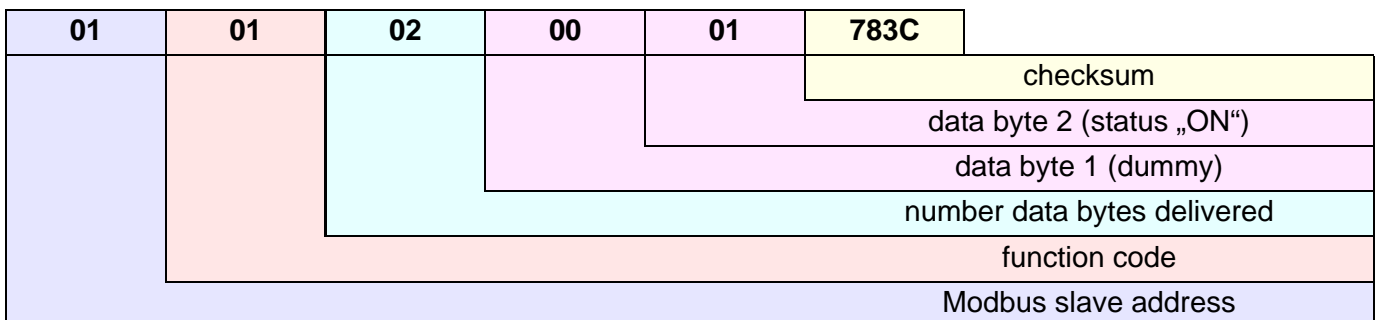 01 01 02 00 01 783C
checksum
data byte 2 (status „ON“)
data byte 1 (dummy)
number data bytes delivered
function code
Modbus slave address